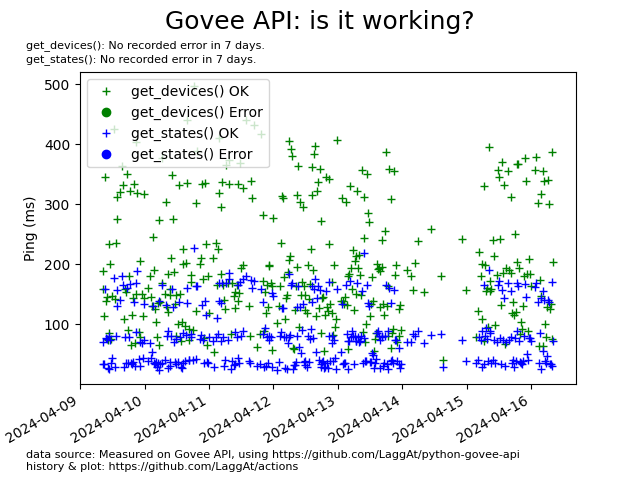 Govee API: is it working?
get_devices(): No recorded error in 7 days.
get_states(): No recorded error in 7 days.
get_devices() OK
get_devices() Error
get_states() OK
get_states() Error
500
400
300
200
100
Ping (ms)
2024-04-09
2024-04-10
2024-04-11
2024-04-12
2024-04-13
2024-04-14
2024-04-15
2024-04-16
data source: Measured on Govee API, using https://github.com/LaggAt/python-govee-api
history & plot: https://github.com/LaggAt/actions